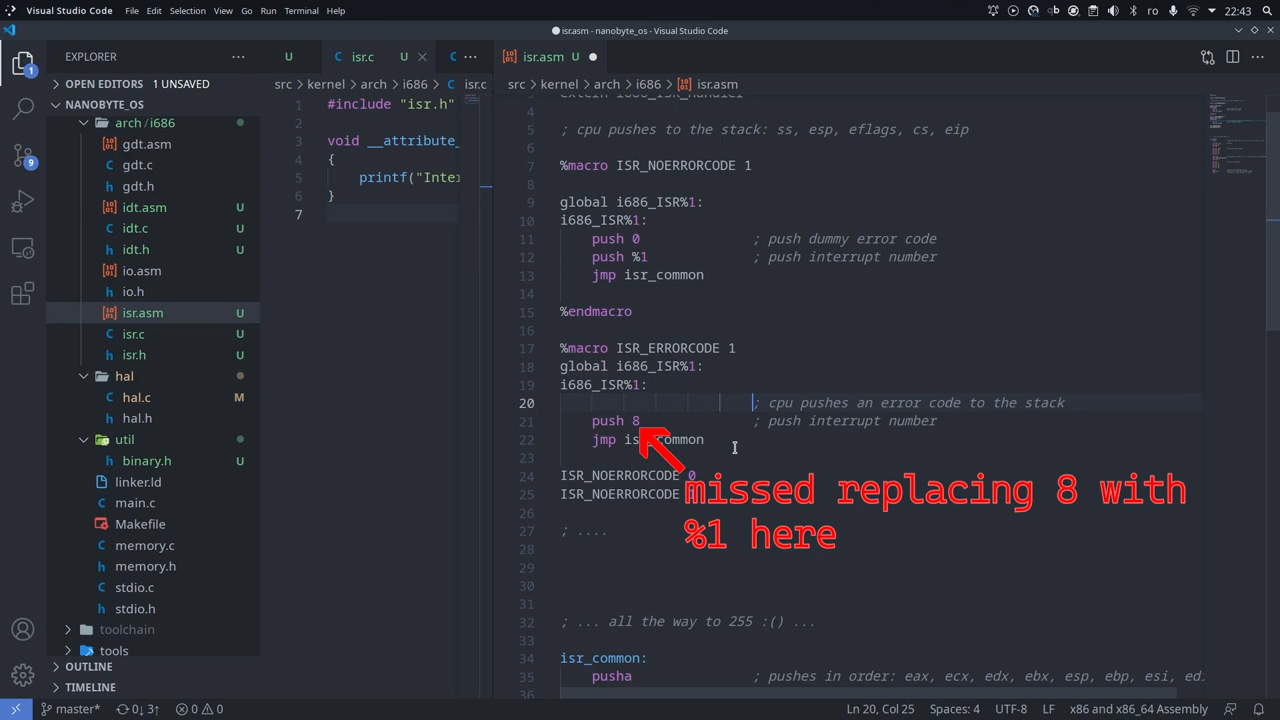 Visual Studio Code File Edit Selection View Go Run Terminal Help ro 22:43
isr.asm - nanobyte_os - Visual Studio Code
EXPLORER
OPEN EDITORS 1 UNSAVED
NANOBYTE_OS
arch / i686
gdt.asm
gdt.c
gdt.h
idt.asm U
idt.c U
idt.h U
io.asm
io.h
isr.asm U
isr.c U
isr.h U
hal
hal.c M
hal.h
util
binary.h U
linker.ld
main.c
Makefile
memory.c
memory.h
stdio.c
stdio.h
toolchain
tools
OUTLINE
TIMELINE
1
9
U isr.c U
src > kernel > arch > i686 > isr.c
1 #include "isr.h"
2
3 void __attribute_
4 {
5 printf("Inte
6 }
7
isr.asm U
src > kernel > arch > i686 > isr.asm
4
5 ; cpu pushes to the stack: ss, esp, eflags, cs, eip
6
7 %macro ISR_NOERRORCODE 1
8
9 global i686_ISR%1:
10 i686_ISR%1:
11 push 0 ; push dummy error code
12 push %1 ; push interrupt number
13 jmp isr_common
14
15 %endmacro
16
17 %macro ISR_ERRORCODE 1
18 global i686_ISR%1:
19 i686_ISR%1:
20 ; cpu pushes an error code to the stack
21 push 8 ; push interrupt number
22 jmp isr_common
23
24 ISR_NOERRORCODE 0
25 ISR_NOERRORCODE
26
27 ; ....
28
29
30
31
32 ; ... all the way to 255 :() ...
33
34 isr_common:
35 pusha ; pushes in order: eax, ecx, edx, ebx, esp, ebp, esi, ed
36
missed replacing 8 with
%1 here
master* 0↓ 3↑ 0 0 Ln 20, Col 25 Spaces: 4 UTF-8 LF x86 and x86_64 Assembly